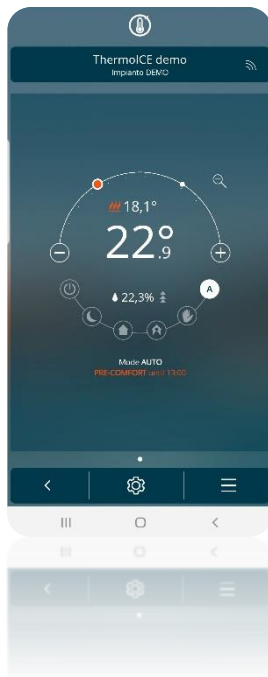 ThermoICE demo
Impianto DEMO
18,1°
22°.9
22,3%
A
Mode AUTO
PRE-COMFORT until 13:00